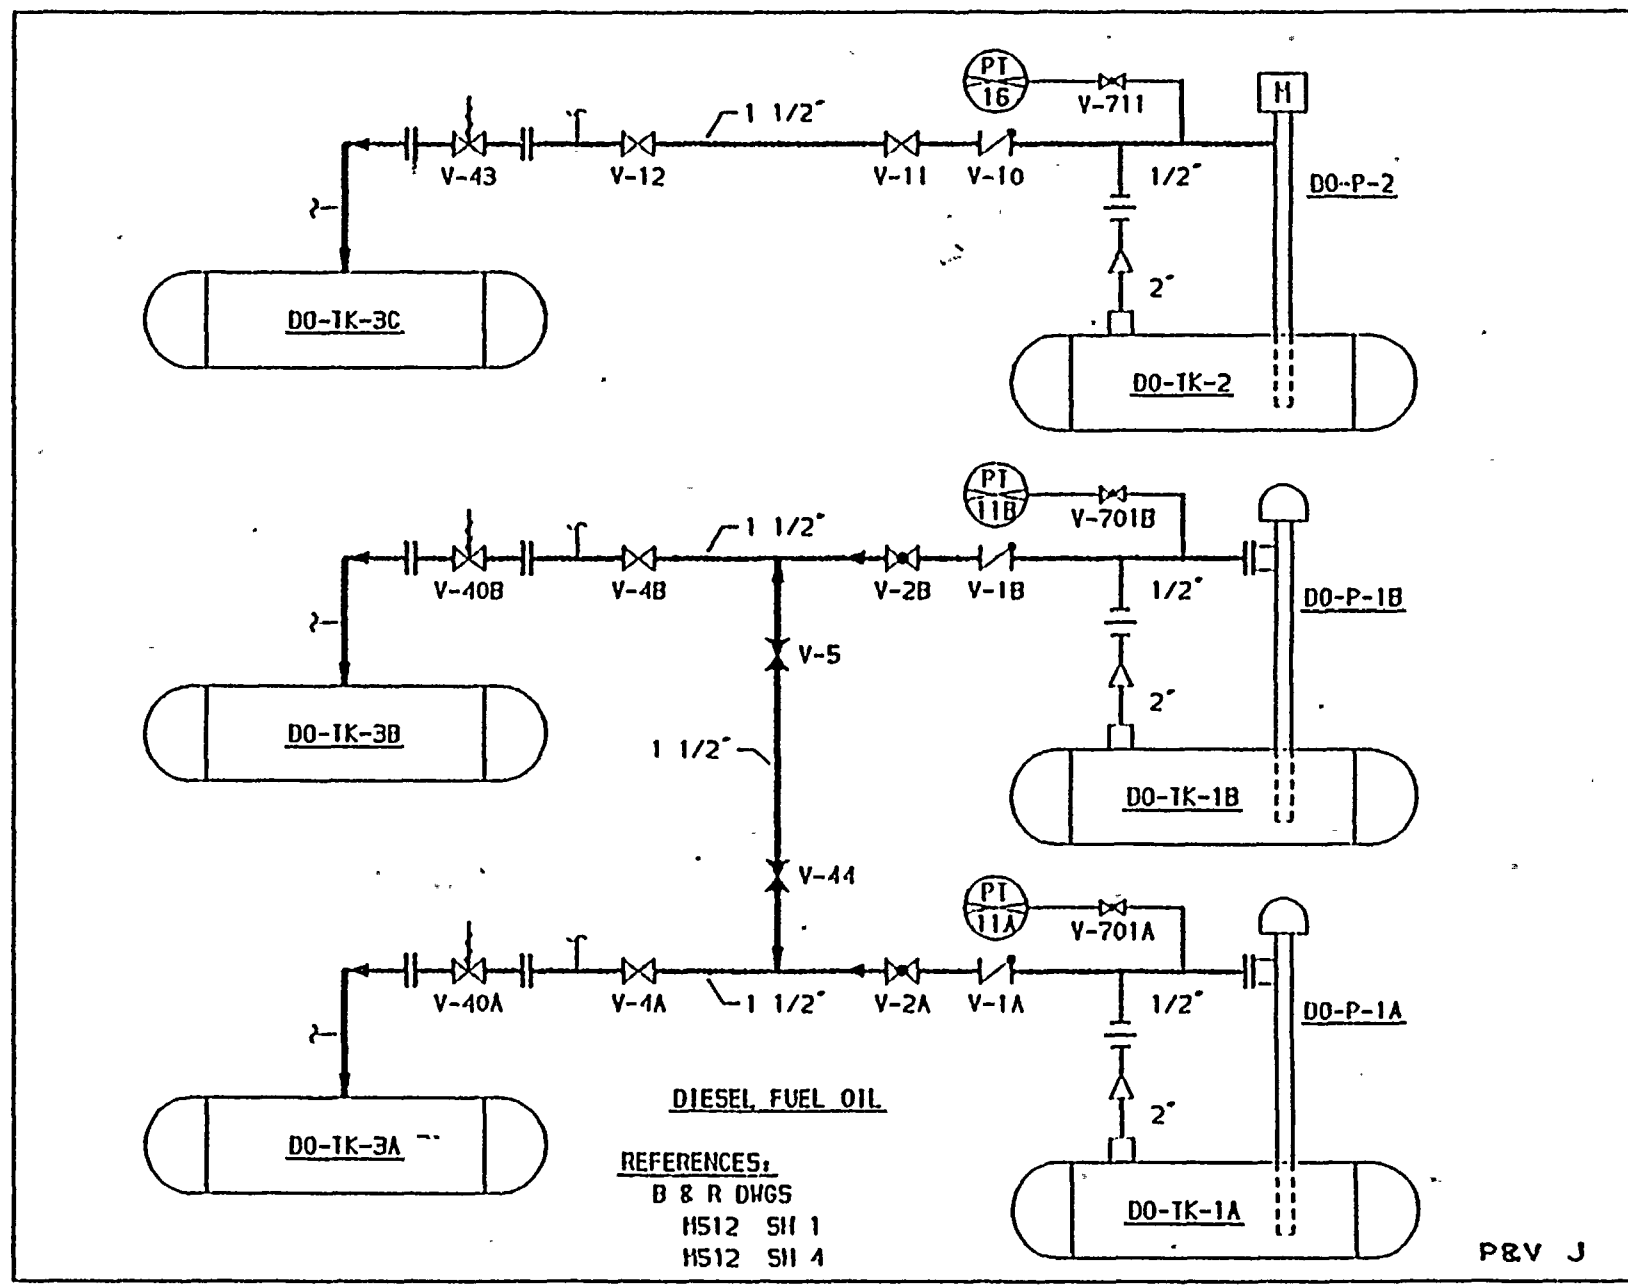 PT
16
M
1 1/2"
V-711
V-43
V-12
V-11
V-10
1/2"
DO-P-2
2"
DO-TK-3C
DO-TK-2
PT
11B
1 1/2"
V-701B
V-40B
V-4B
V-2B
V-1B
1/2"
DO-P-1B
V-5
2"
DO-TK-3B
1 1/2"
DO-TK-1B
V-44
PT
11A
V-701A
V-40A
V-4A
1 1/2"
V-2A
V-1A
1/2"
DO-P-1A
DIESEL FUEL OIL
2"
DO-TK-3A
REFERENCES:
B & R DWGS
M512 SH 1
M512 SH 4
DO-TK-1A
P&V J